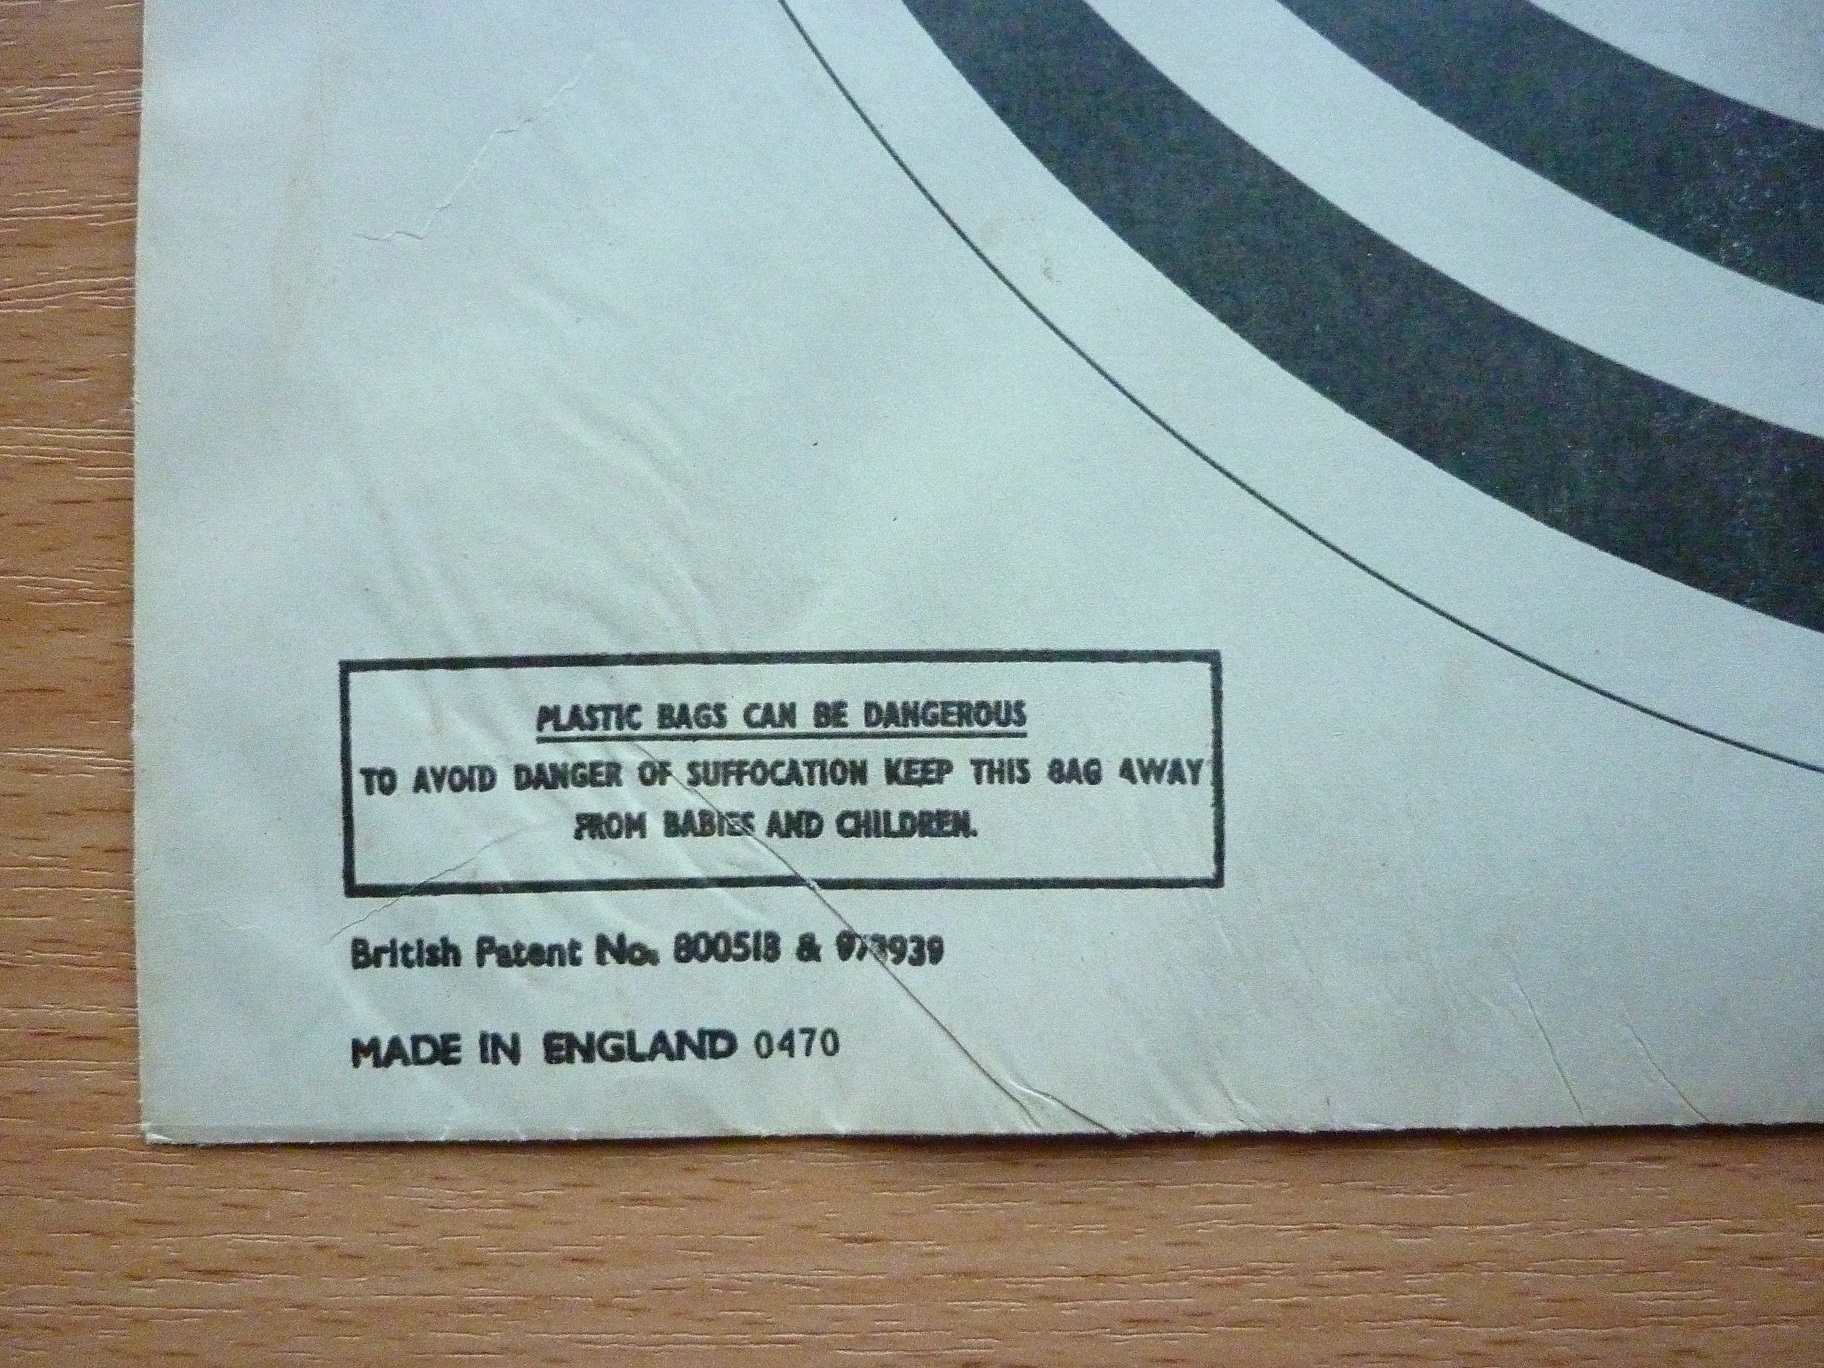 PLASTIC BAGS CAN BE DANGEROUS
TO AVOID DANGER OF SUFFOCATION KEEP THIS BAG AWAY
FROM BABIES AND CHILDREN.
British Patent No. 800513 &
MADE IN ENGLAND 0470